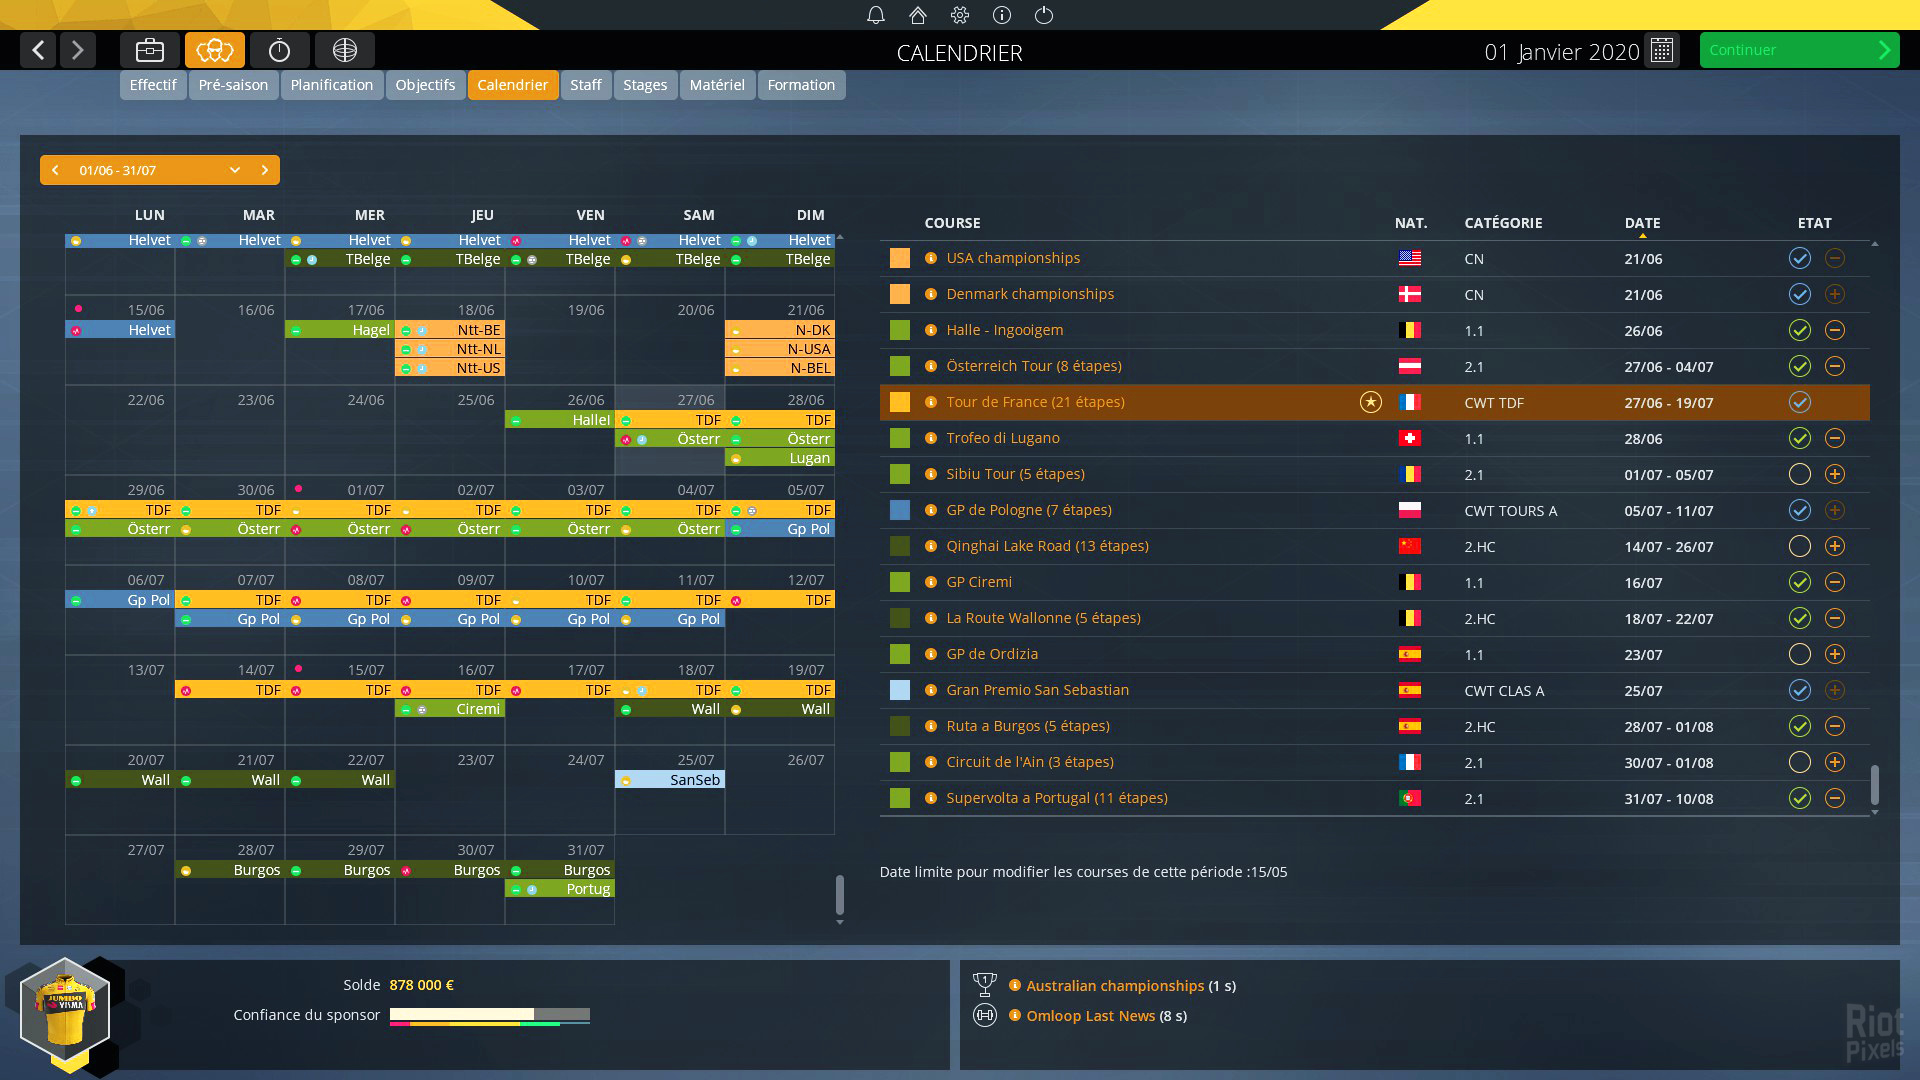 CALENDRIER
01 Janvier 2020
Continuer
Effectif Pré-saison Planification Objectifs Calendrier Staff Stages Matériel Formation
01/06 - 31/07
LUN MAR MER JEU VEN SAM DIM
Helvet Helvet Helvet Helvet Helvet Helvet Helvet
TBelge TBelge TBelge TBelge TBelge
15/06 16/06 17/06 18/06 19/06 20/06 21/06
Helvet Hagel Ntt-BE N-DK
Ntt-NL N-USA
Ntt-US N-BEL
22/06 23/06 24/06 25/06 26/06 27/06 28/06
HalleI TDF TDF
Österr Österr
Lugan
29/06 30/06 01/07 02/07 03/07 04/07 05/07
TDF TDF TDF TDF TDF TDF TDF
Österr Österr Österr Österr Österr Österr Gp Pol
06/07 07/07 08/07 09/07 10/07 11/07 12/07
Gp Pol TDF TDF TDF TDF TDF TDF
Gp Pol Gp Pol Gp Pol Gp Pol Gp Pol
13/07 14/07 15/07 16/07 17/07 18/07 19/07
TDF TDF TDF TDF TDF TDF
Ciremi Wall Wall
20/07 21/07 22/07 23/07 24/07 25/07 26/07
Wall Wall Wall SanSeb
27/07 28/07 29/07 30/07 31/07
Burgos Burgos Burgos Burgos
Portug
COURSE NAT. CATÉGORIE DATE ETAT
USA championships CN 21/06
Denmark championships CN 21/06
Halle - Ingooigem 1.1 26/06
Österreich Tour (8 étapes) 2.1 27/06 - 04/07
Tour de France (21 étapes) CWT TDF 27/06 - 19/07
Trofeo di Lugano 1.1 28/06
Sibiu Tour (5 étapes) 2.1 01/07 - 05/07
GP de Pologne (7 étapes) CWT TOURS A 05/07 - 11/07
Qinghai Lake Road (13 étapes) 2.HC 14/07 - 26/07
GP Ciremi 1.1 16/07
La Route Wallonne (5 étapes) 2.HC 18/07 - 22/07
GP de Ordizia 1.1 23/07
Gran Premio San Sebastian CWT CLAS A 25/07
Ruta a Burgos (5 étapes) 2.HC 28/07 - 01/08
Circuit de l'Ain (3 étapes) 2.1 30/07 - 01/08
Supervolta a Portugal (11 étapes) 2.1 31/07 - 10/08
Date limite pour modifier les courses de cette période :15/05
JUMBO
VISMA
Solde 878 000 €
Confiance du sponsor
Australian championships (1 s)
Omloop Last News (8 s)
Riot
Pixels